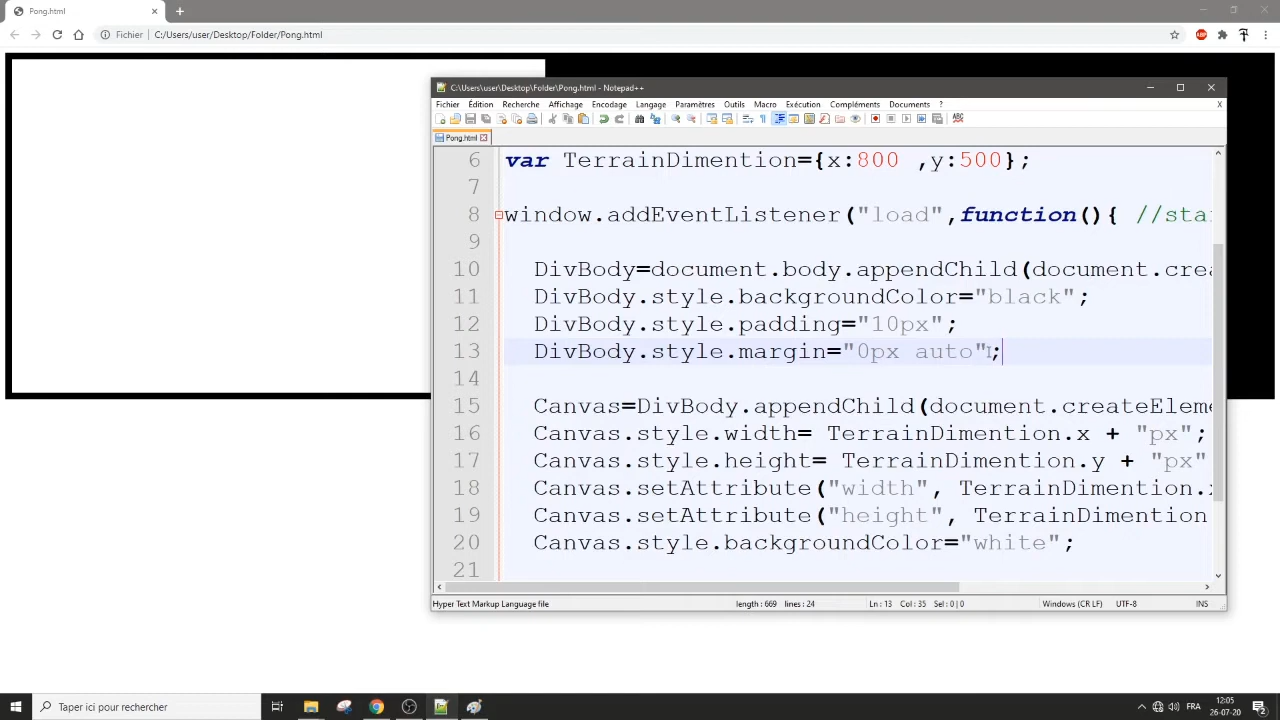 Pong.html
Fichier C:/Users/user/Desktop/Folder/Pong.html
C:\Users\user\Desktop\Folder\Pong.html - Notepad++
Fichier Édition Recherche Affichage Encodage Langage Paramètres Outils Macro Exécution Compléments Documents ? X
Pong.html
6 var TerrainDimention={x:800 ,y:500};
7
8 window.addEventListener("load",function(){ //star
9
10 DivBody=document.body.appendChild(document.crea
11 DivBody.style.backgroundColor="black";
12 DivBody.style.padding="10px";
13 DivBody.style.margin="0px auto";
14
15 Canvas=DivBody.appendChild(document.createEleme
16 Canvas.style.width= TerrainDimention.x + "px";
17 Canvas.style.height= TerrainDimention.y + "px"
18 Canvas.setAttribute("width", TerrainDimention.x
19 Canvas.setAttribute("height", TerrainDimention
20 Canvas.style.backgroundColor="white";
21
Hyper Text Markup Language file length : 669 lines : 24 Ln : 13 Col : 35 Sel : 0 | 0 Windows (CR LF) UTF-8 INS
Taper ici pour rechercher FRA 12:05
26-07-20 2